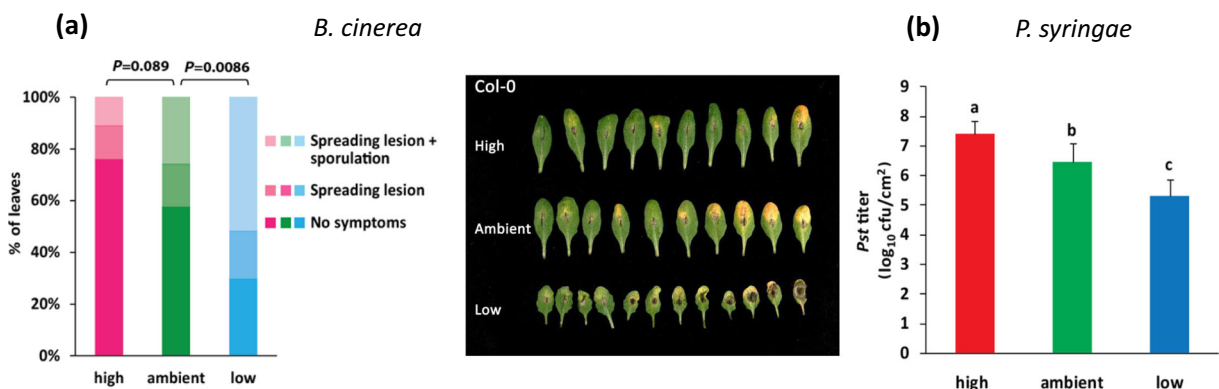 (a)
B. cinerea
P=0.089
P=0.0086
100%
80%
60%
40%
20%
0%
% of leaves
high
ambient
low
Spreading lesion +
sporulation
Spreading lesion
No symptoms
Col-0
High
Ambient
Low
(b)
P. syringae
9
8
7
6
5
4
3
2
1
0
Pst titer
(log10 cfu/cm2)
a
b
c
high
ambient
low